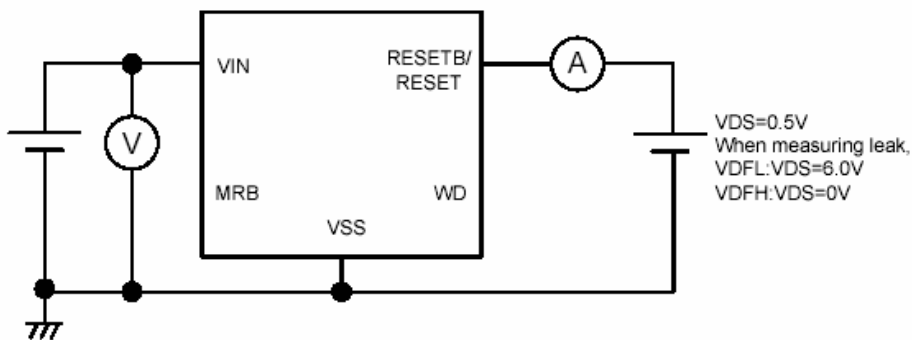 VIN
RESETB/
RESET
A
V
VDS=0.5V
When measuring leak,
VDFL:VDS=6.0V
VDFH:VDS=0V
MRB
WD
VSS